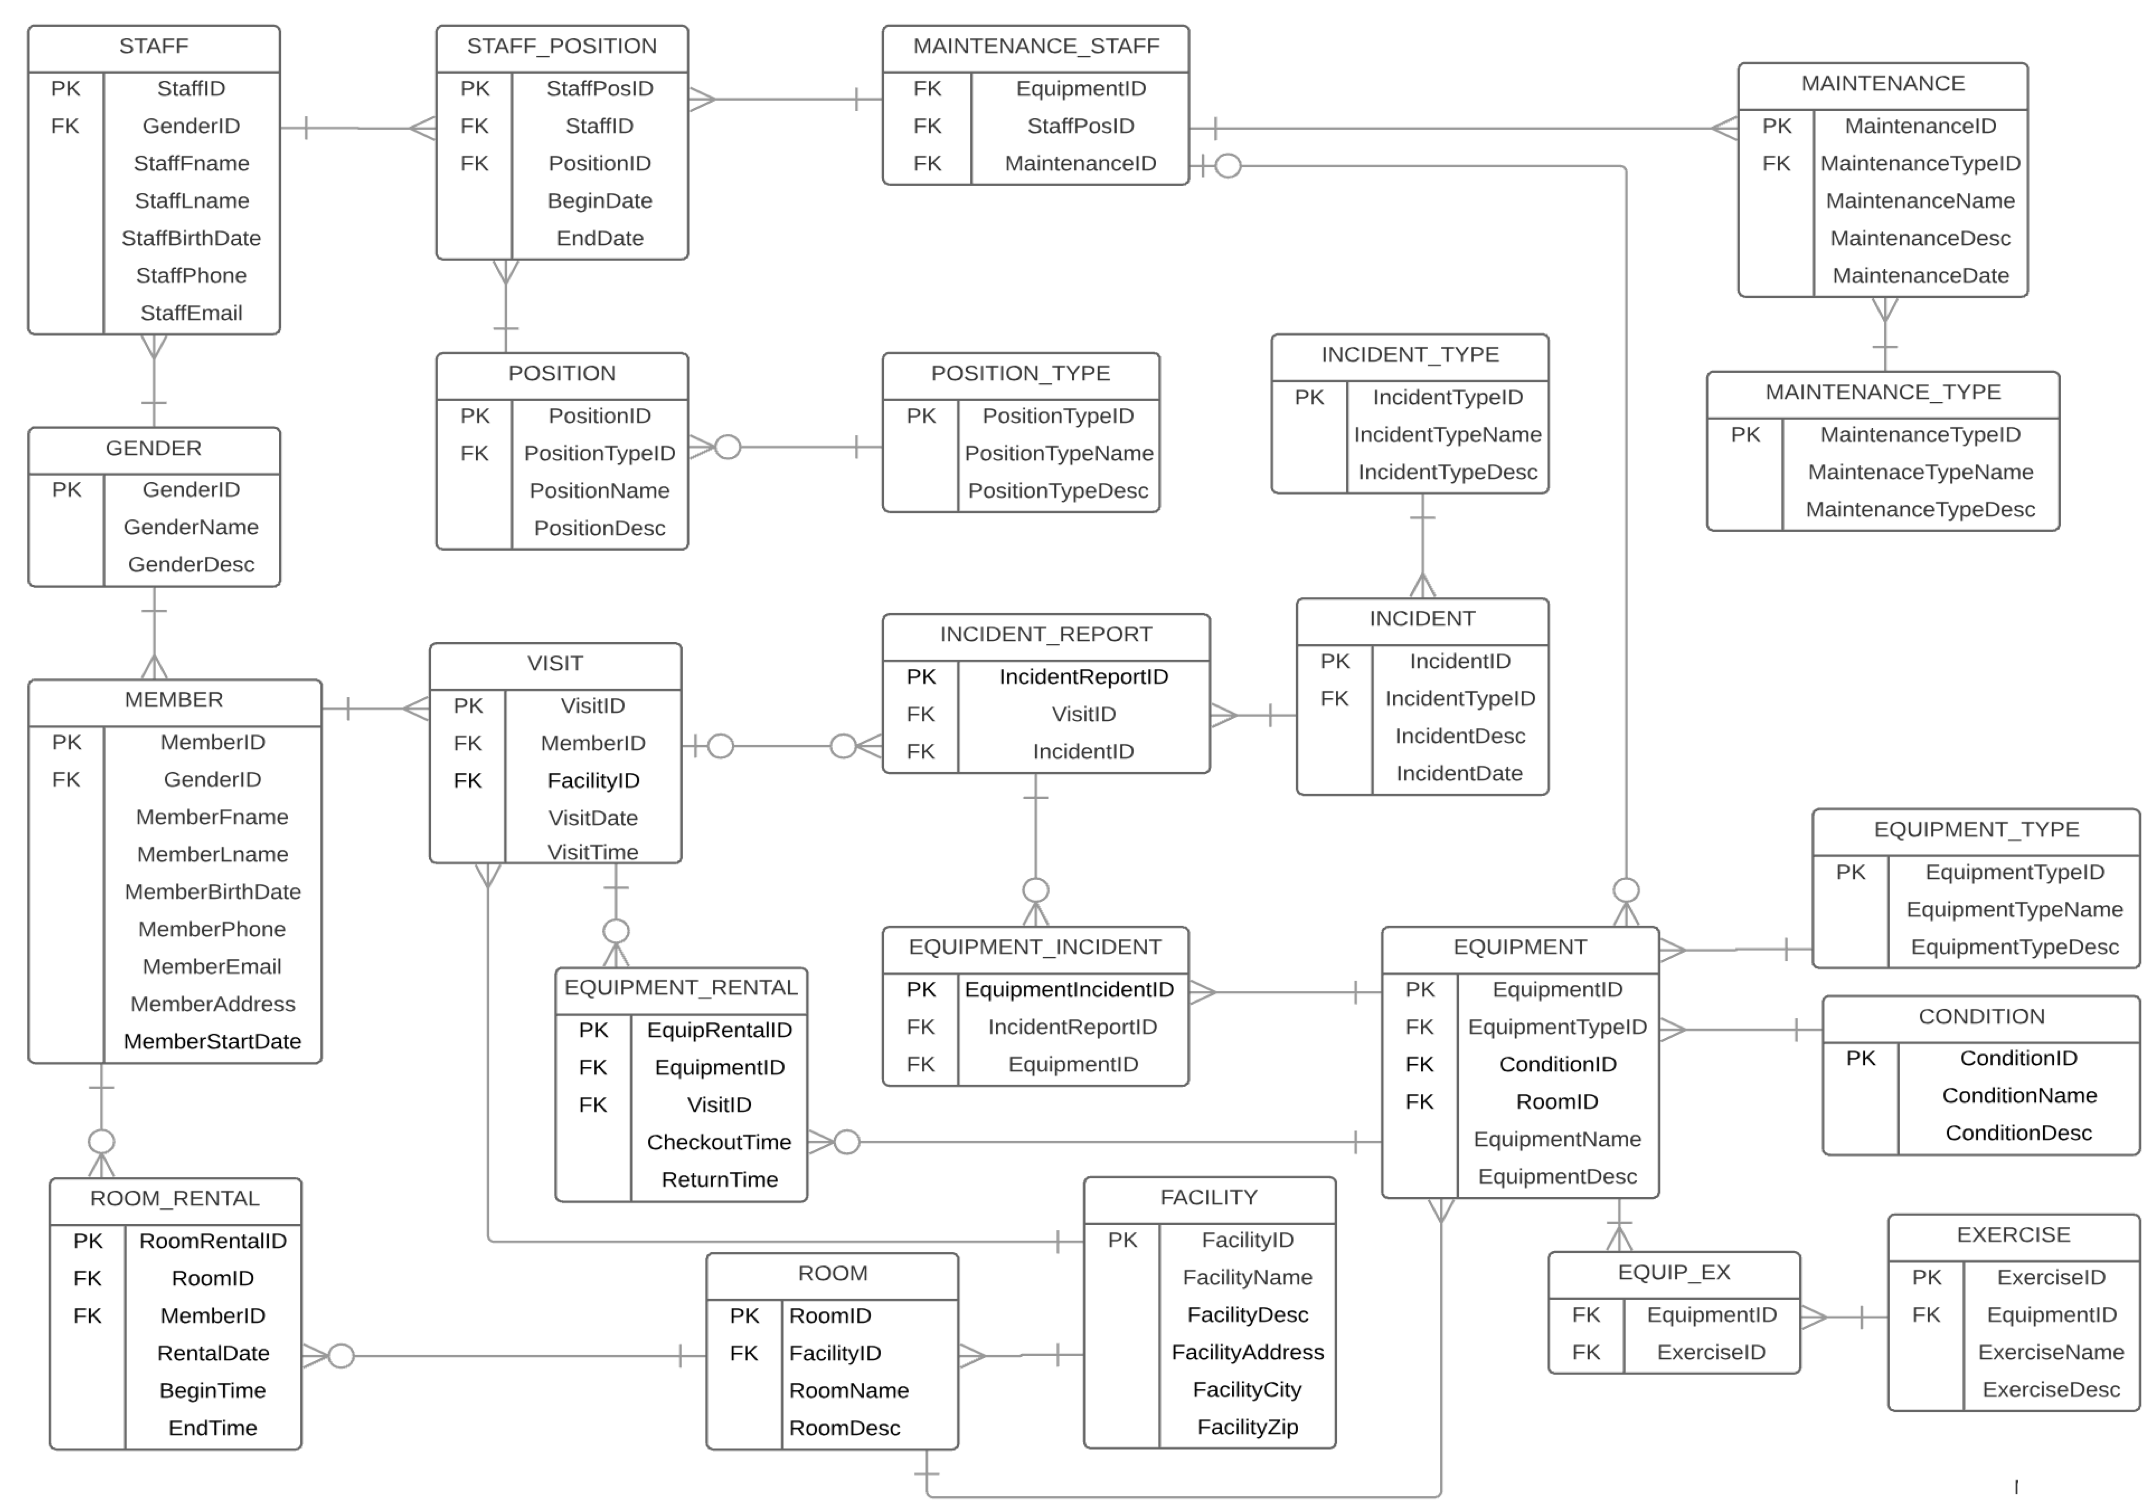 STAFF
PK StaffID
FK GenderID
StaffFname
StaffLname
StaffBirthDate
StaffPhone
StaffEmail
STAFF_POSITION
PK StaffPosID
FK StaffID
FK PositionID
BeginDate
EndDate
MAINTENANCE_STAFF
FK EquipmentID
FK StaffPosID
FK MaintenanceID
MAINTENANCE
PK MaintenanceID
FK MaintenanceTypeID
MaintenanceName
MaintenanceDesc
MaintenanceDate
GENDER
PK GenderID
GenderName
GenderDesc
POSITION
PK PositionID
FK PositionTypeID
PositionName
PositionDesc
POSITION_TYPE
PK PositionTypeID
PositionTypeName
PositionTypeDesc
INCIDENT_TYPE
PK IncidentTypeID
IncidentTypeName
IncidentTypeDesc
MAINTENANCE_TYPE
PK MaintenanceTypeID
MaintenaceTypeName
MaintenanceTypeDesc
MEMBER
PK MemberID
FK GenderID
MemberFname
MemberLname
MemberBirthDate
MemberPhone
MemberEmail
MemberAddress
MemberStartDate
VISIT
PK VisitID
FK MemberID
FK FacilityID
VisitDate
VisitTime
INCIDENT_REPORT
PK IncidentReportID
FK VisitID
FK IncidentID
INCIDENT
PK IncidentID
FK IncidentTypeID
IncidentDesc
IncidentDate
EQUIPMENT_TYPE
PK EquipmentTypeID
EquipmentTypeName
EquipmentTypeDesc
EQUIPMENT_RENTAL
PK EquipRentalID
FK EquipmentID
FK VisitID
CheckoutTime
ReturnTime
EQUIPMENT_INCIDENT
PK EquipmentIncidentID
FK IncidentReportID
FK EquipmentID
EQUIPMENT
PK EquipmentID
FK EquipmentTypeID
FK ConditionID
FK RoomID
EquipmentName
EquipmentDesc
CONDITION
PK ConditionID
ConditionName
ConditionDesc
ROOM_RENTAL
PK RoomRentalID
FK RoomID
FK MemberID
RentalDate
BeginTime
EndTime
ROOM
PK RoomID
FK FacilityID
RoomName
RoomDesc
FACILITY
PK FacilityID
FacilityName
FacilityDesc
FacilityAddress
FacilityCity
FacilityZip
EQUIP_EX
FK EquipmentID
FK ExerciseID
EXERCISE
PK ExerciseID
FK EquipmentID
ExerciseName
ExerciseDesc